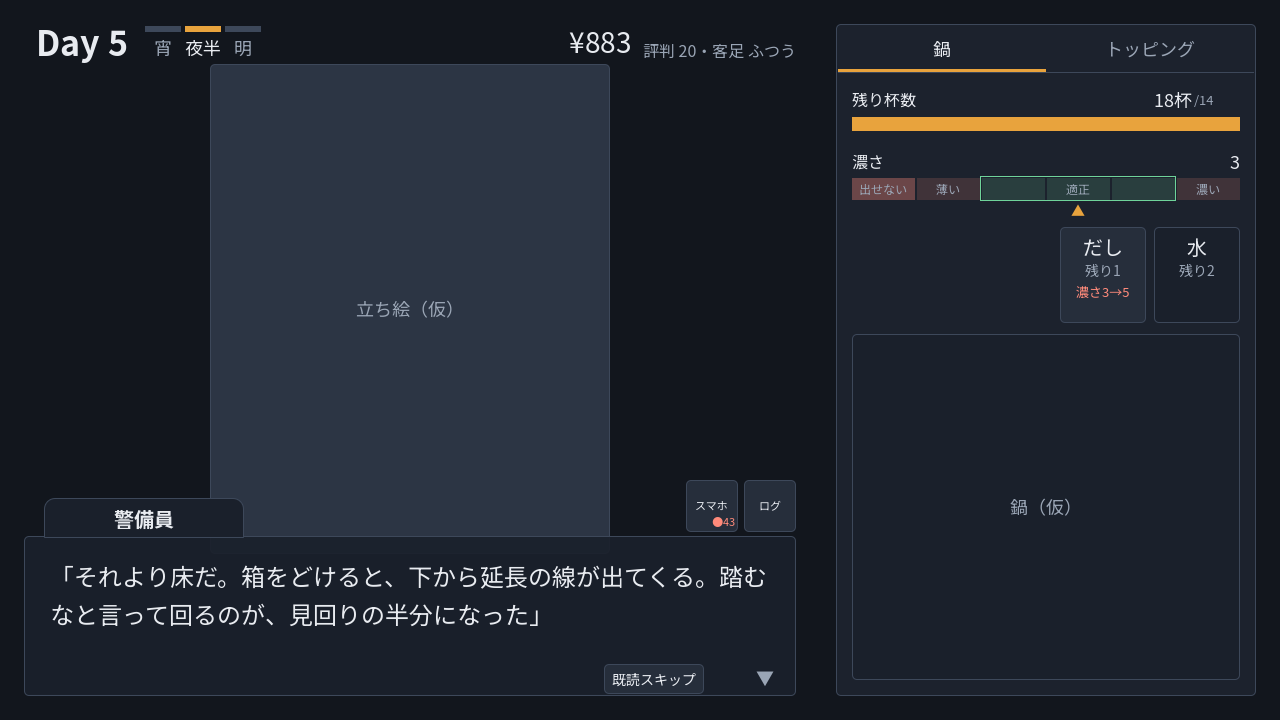 Day 5
宵 夜半 明
¥883 評判 20・客足 ふつう
立ち絵（仮）
スマホ
43
ログ
警備員
「それより床だ。箱をどけると、下から延長の線が出てくる。踏む
なと言って回るのが、見回りの半分になった」
既読スキップ
▼
鍋 トッピング
残り杯数 18杯/14
濃さ 3
出せない 薄い 適正 濃い
だし
残り1
濃さ3→5
水
残り2
鍋（仮）